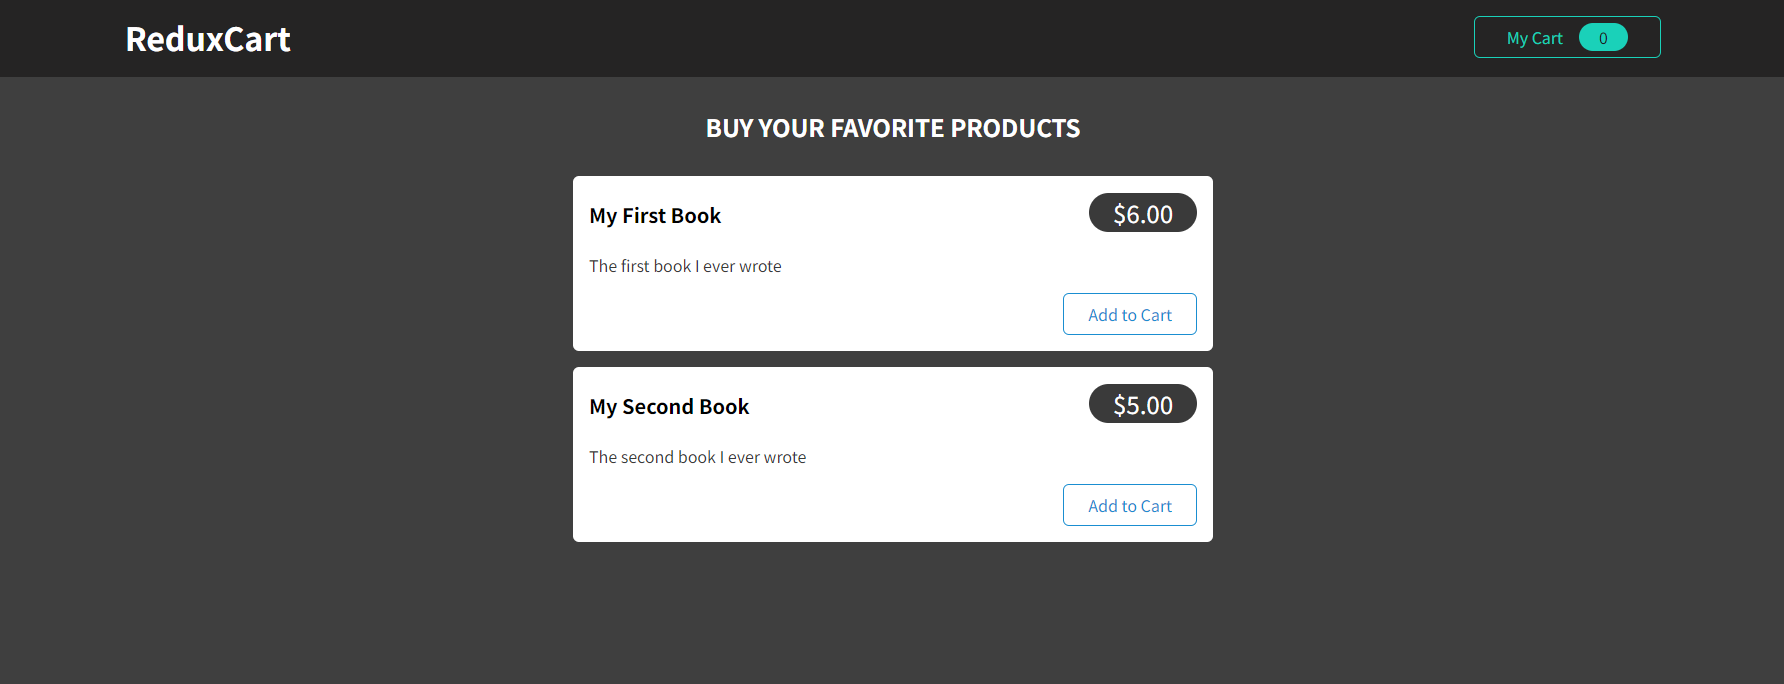 ReduxCart
My Cart 0
BUY YOUR FAVORITE PRODUCTS
My First Book $6.00
The first book I ever wrote
Add to Cart
My Second Book $5.00
The second book I ever wrote
Add to Cart